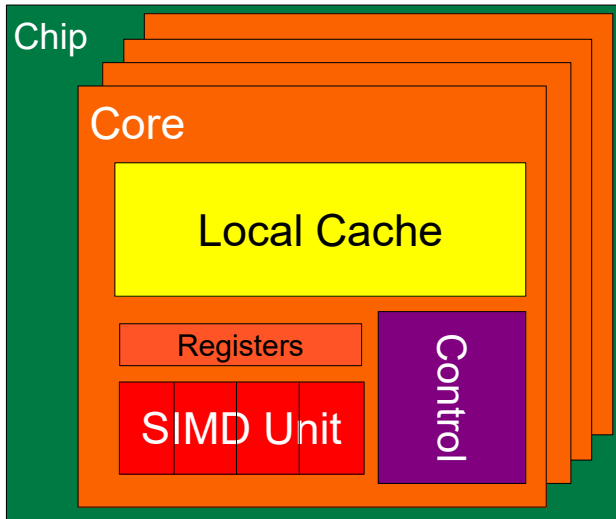 Chip
Core
Local Cache
Registers
SIMD Unit
Control